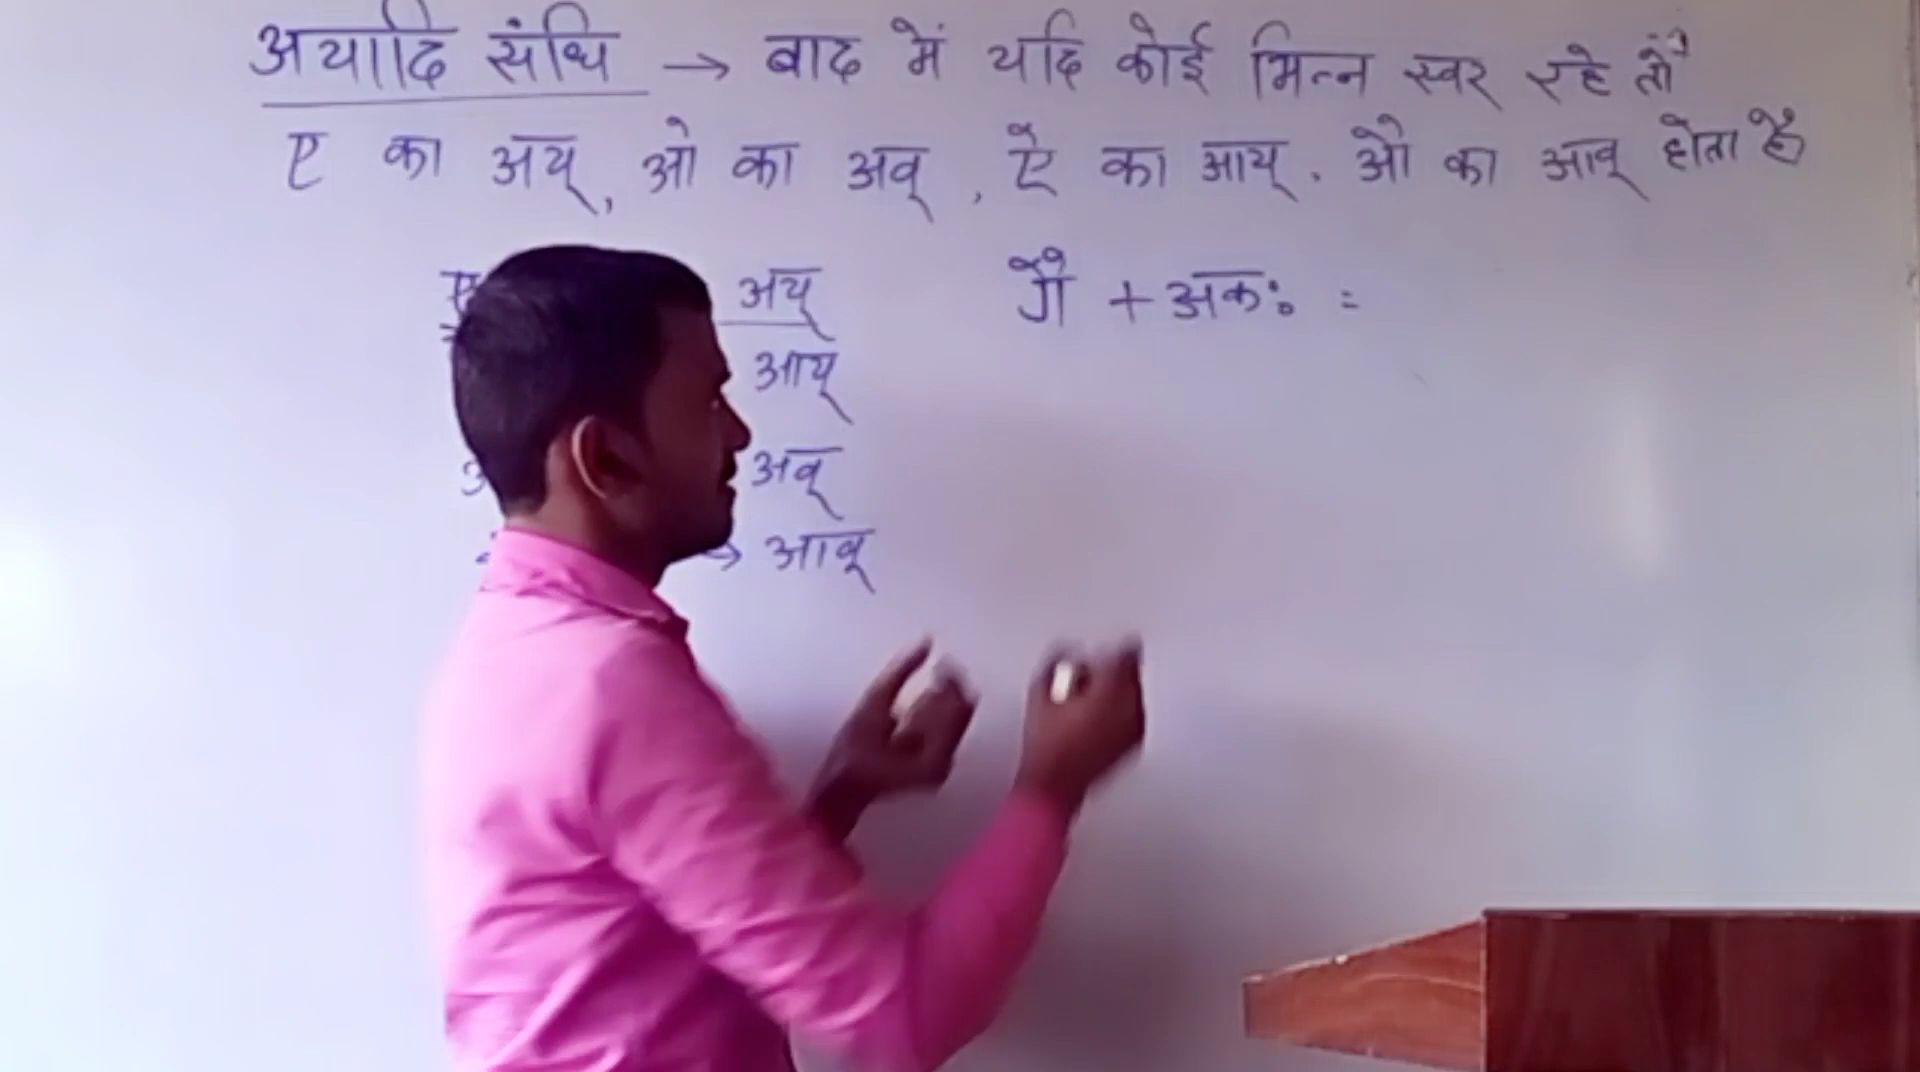 अयादि संधि → बाद में यदि कोई भिन्न स्वर रहे तो
ए का अय्, ओ का अव्, ऐ का आय्. औ का आव् होता है
अय्
आय्
अव्
→ आव्
गै + अकः =